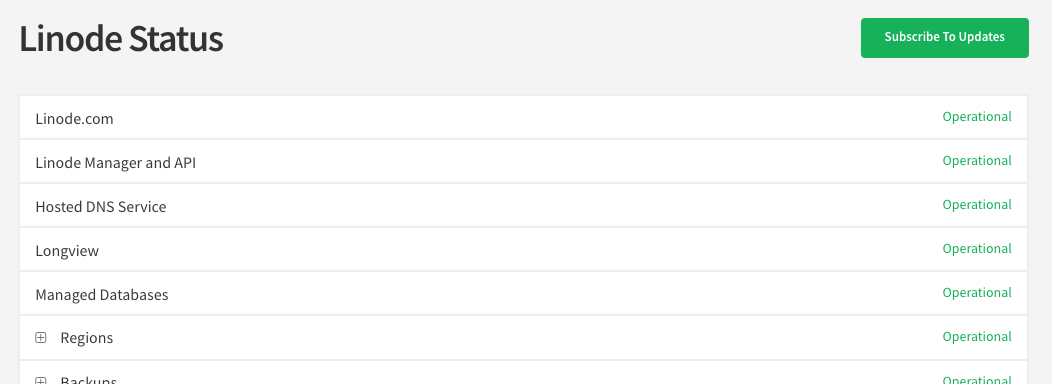 Linode Status
Subscribe To Updates
Linode.com Operational
Linode Manager and API Operational
Hosted DNS Service Operational
Longview Operational
Managed Databases Operational
Regions Operational
Backups Operational